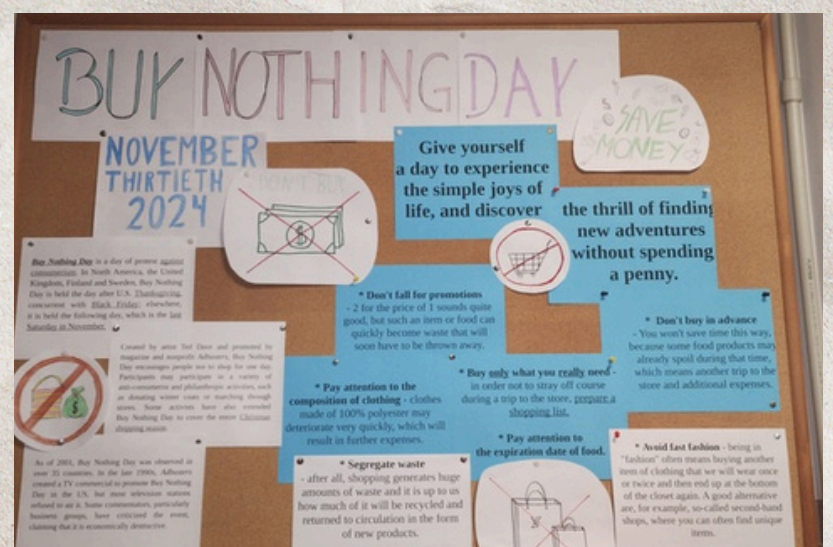 BUY NOTHING DAY
NOVEMBER
THIRTIETH
2024
DON'T BUY
$
SAVE
MONEY
Give yourself
a day to experience
the simple joys of
life, and discover
the thrill of finding
new adventures
without spending
a penny.
Buy Nothing Day is a day of protest against
consumerism. In North America, the United
Kingdom, Finland and Sweden, Buy Nothing
Day is held the day after U.S. Thanksgiving,
concurrent with Black Friday; elsewhere,
it is held the following day, which is the last
Saturday in November.
Created by artist Ted Dave and promoted by
magazine and nonprofit Adbusters, Buy Nothing
Day encourages people not to shop for one day.
Participants may participate in a variety of
anti-consumerist and philanthropic activities, such
as donating winter coats or marching through
stores. Some activists have also extended
Buy Nothing Day to cover the entire Christmas
shopping season.
$
As of 2001, Buy Nothing Day was observed in
over 35 countries. In the late 1990s, Adbusters
created a TV commercial to promote Buy Nothing
Day in the US, but most television stations
refused to air it. Some commentators, particularly
business groups, have criticized the event,
claiming that it is economically destructive.
* Don't fall for promotions
- 2 for the price of 1 sounds quite
good, but such an item or food can
quickly become waste that will
soon have to be thrown away.
* Don't buy in advance
- You won't save time this way,
because some food products may
already spoil during that time,
which means another trip to the
store and additional expenses.
* Pay attention to the
composition of clothing - clothes
made of 100% polyester may
deteriorate very quickly, which will
result in further expenses.
* Buy only what you really need -
in order not to stray off course
during a trip to the store, prepare a
shopping list.
* Pay attention to
the expiration date of food.
* Segregate waste
- after all, shopping generates huge
amounts of waste and it is up to us
how much of it will be recycled and
returned to circulation in the form
of new products.
* Avoid fast fashion - being in
"fashion" often means buying another
item of clothing that we will wear once
or twice and then end up at the bottom
of the closet again. A good alternative
are, for example, so-called second-hand
shops, where you can often find unique
items.